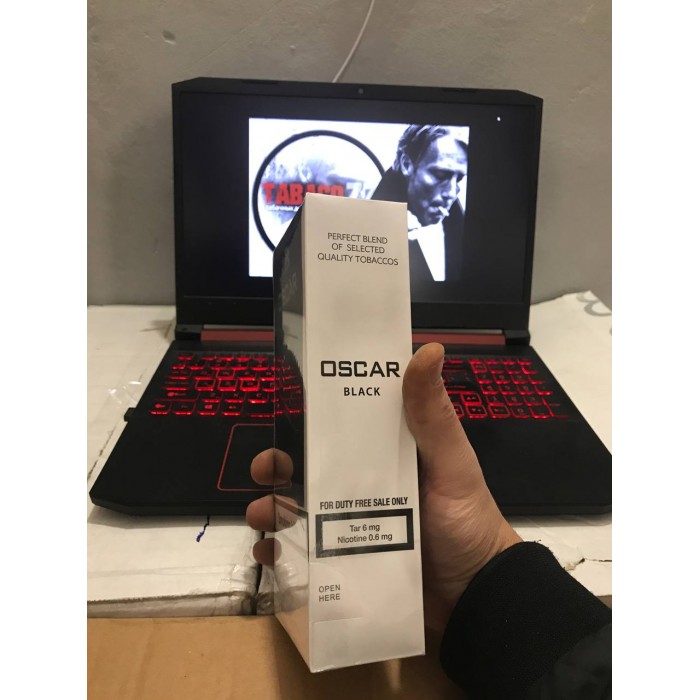 TABACO
PERFECT BLEND
OF SELECTED
QUALITY TOBACCOS
OSCAR
BLACK
FOR DUTY FREE SALE ONLY
Tar 6 mg
Nicotine 0.6 mg
OPEN
HERE